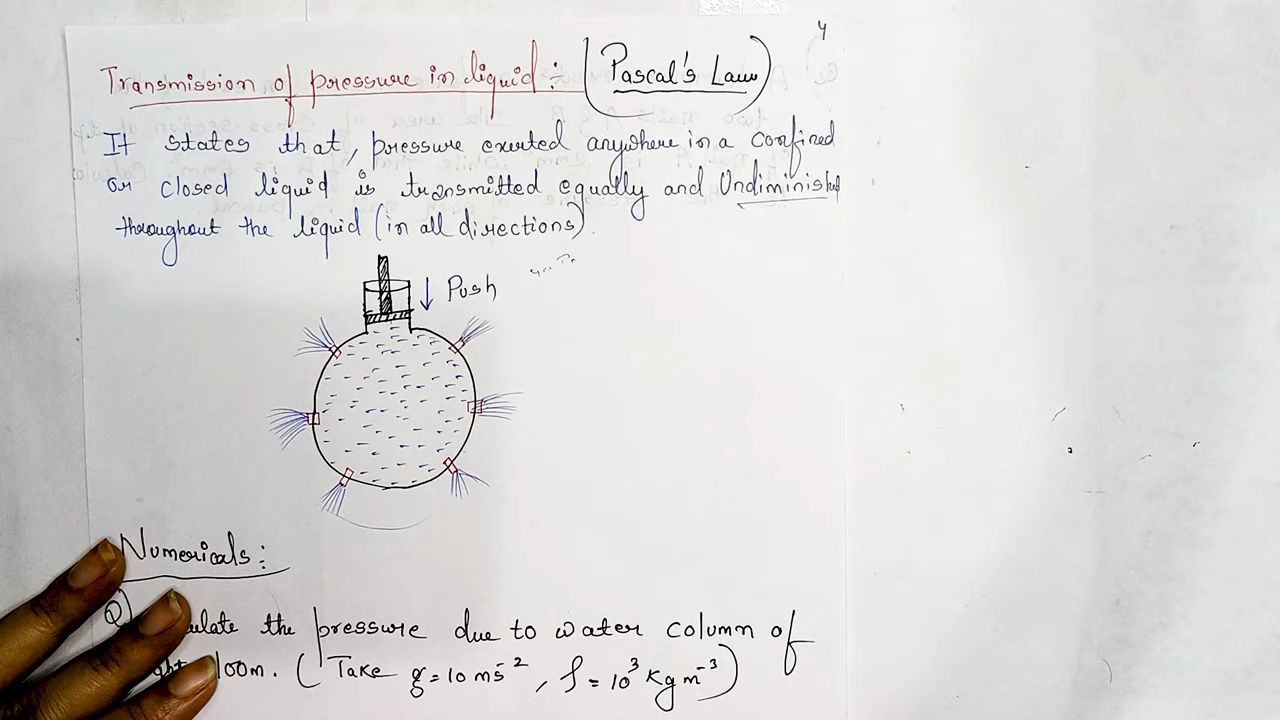 4
Transmission of pressure in liquid :- (Pascal's Law)
It states that, pressure exerted anywhere in a confined
or closed liquid is transmitted equally and Undiminished
throughout the liquid (in all directions).
↓ Push
Numericals :
Q) the pressure due to water column of
100m. (Take g = 10 ms⁻², ρ = 10³ Kg m⁻³)